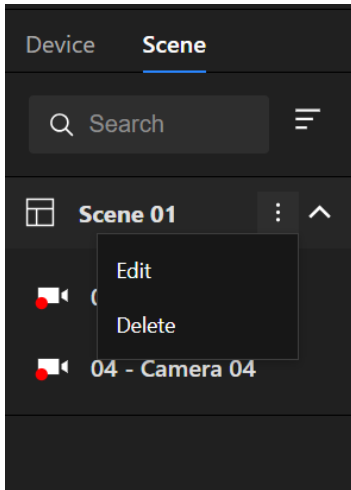 Device Scene
Search
Scene 01
Edit
Delete
04 - Camera 04